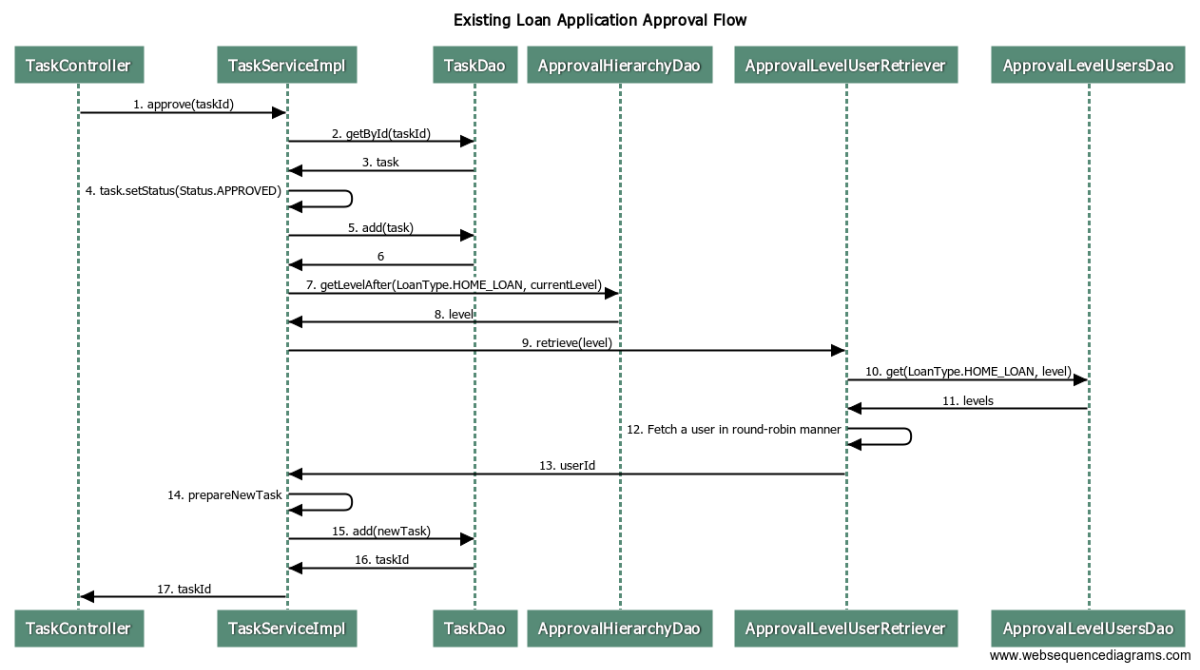 Existing Loan Application Approval Flow
TaskController
TaskServiceImpl
TaskDao
ApprovalHierarchyDao
ApprovalLevelUserRetriever
ApprovalLevelUsersDao
1. approve(taskId)
2. getById(taskId)
3. task
4. task.setStatus(Status.APPROVED)
5. add(task)
6
7. getLevelAfter(LoanType.HOME_LOAN, currentLevel)
8. level
9. retrieve(level)
10. get(LoanType.HOME_LOAN, level)
11. levels
12. Fetch a user in round-robin manner
13. userId
14. prepareNewTask
15. add(newTask)
16. taskId
17. taskId
TaskController
TaskServiceImpl
TaskDao
ApprovalHierarchyDao
ApprovalLevelUserRetriever
ApprovalLevelUsersDao
www.websequencediagrams.com